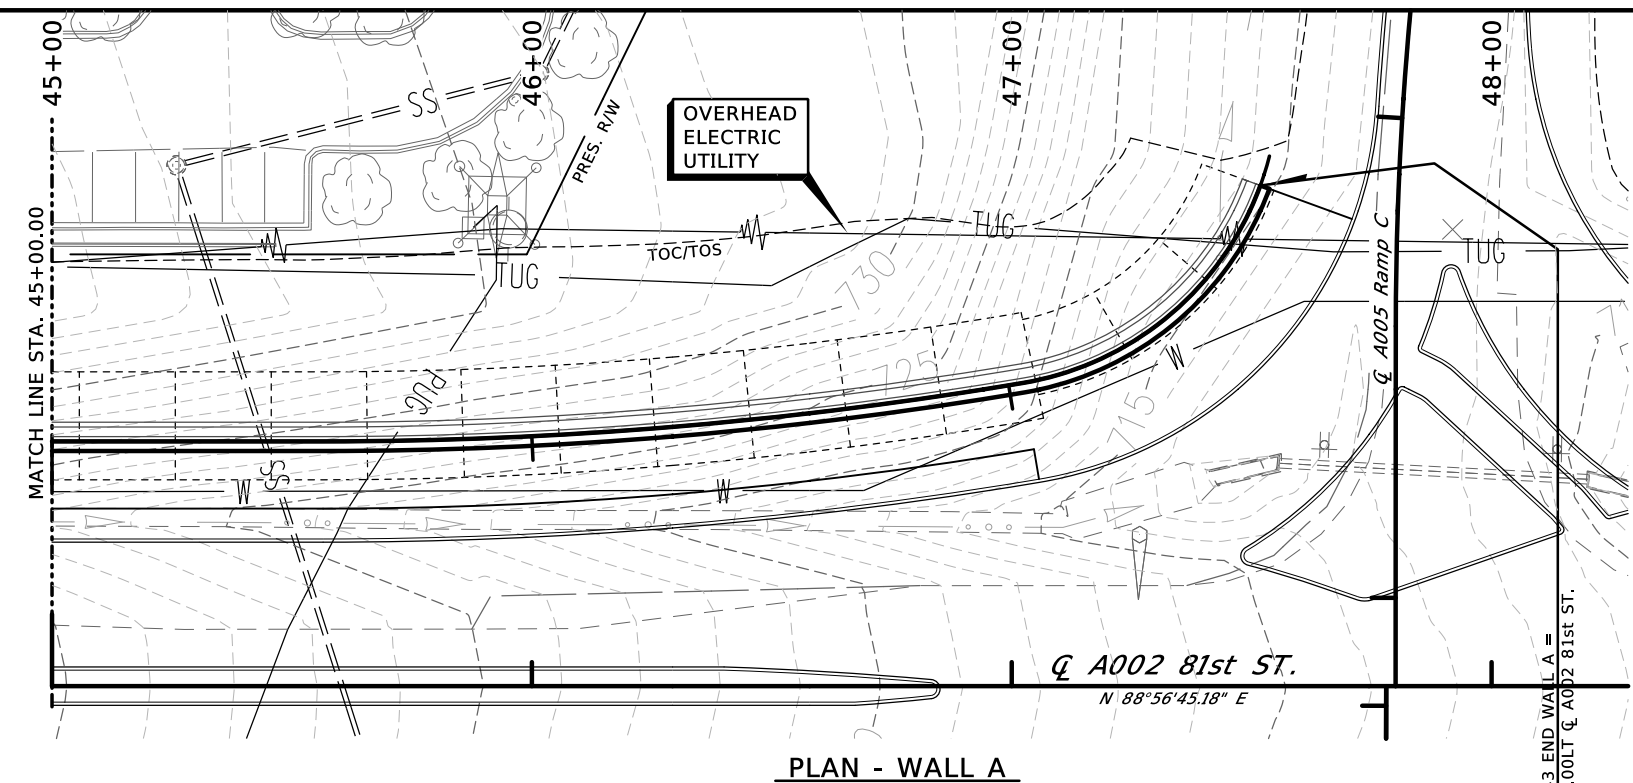 45+00
46+00
47+00
48+00
SS
PRES. R/W
OVERHEAD
ELECTRIC
UTILITY
TUG
TOC/TOS
TUG
TUG
730
725
715
PUG
SS
W
W
W
MATCH LINE STA. 45+00.00
℄ A005 Ramp C
℄ A002 81st ST.
N 88°56'45.18" E
3 END WALL A =
00LT ℄ A002 81st ST.
PLAN - WALL A